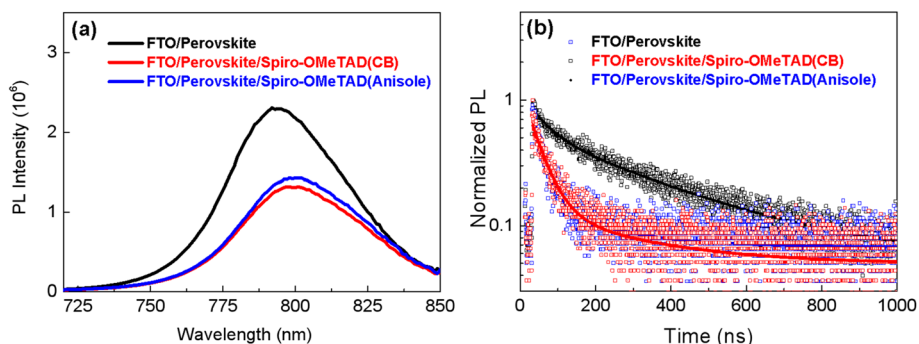 (a)
FTO/Perovskite
FTO/Perovskite/Spiro-OMeTAD(CB)
FTO/Perovskite/Spiro-OMeTAD(Anisole)
PL Intensity (10⁶)
3
2
1
0
725
750
775
800
825
850
Wavelength (nm)
(b)
FTO/Perovskite
FTO/Perovskite/Spiro-OMeTAD(CB)
FTO/Perovskite/Spiro-OMeTAD(Anisole)
Normalized PL
1
0.1
0
200
400
600
800
1000
Time (ns)